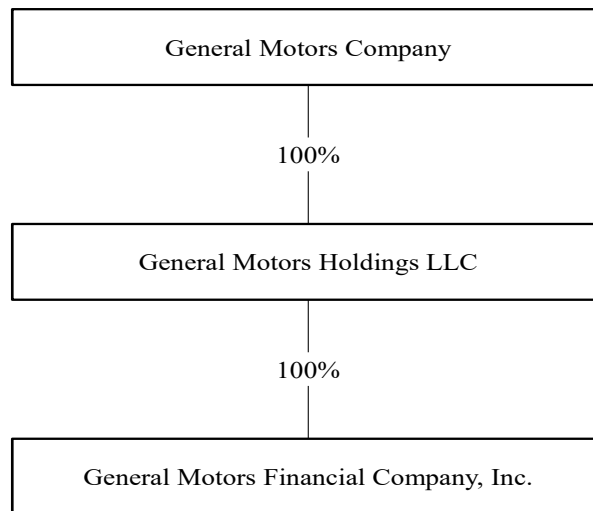 General Motors Company
100%
General Motors Holdings LLC
100%
General Motors Financial Company, Inc.